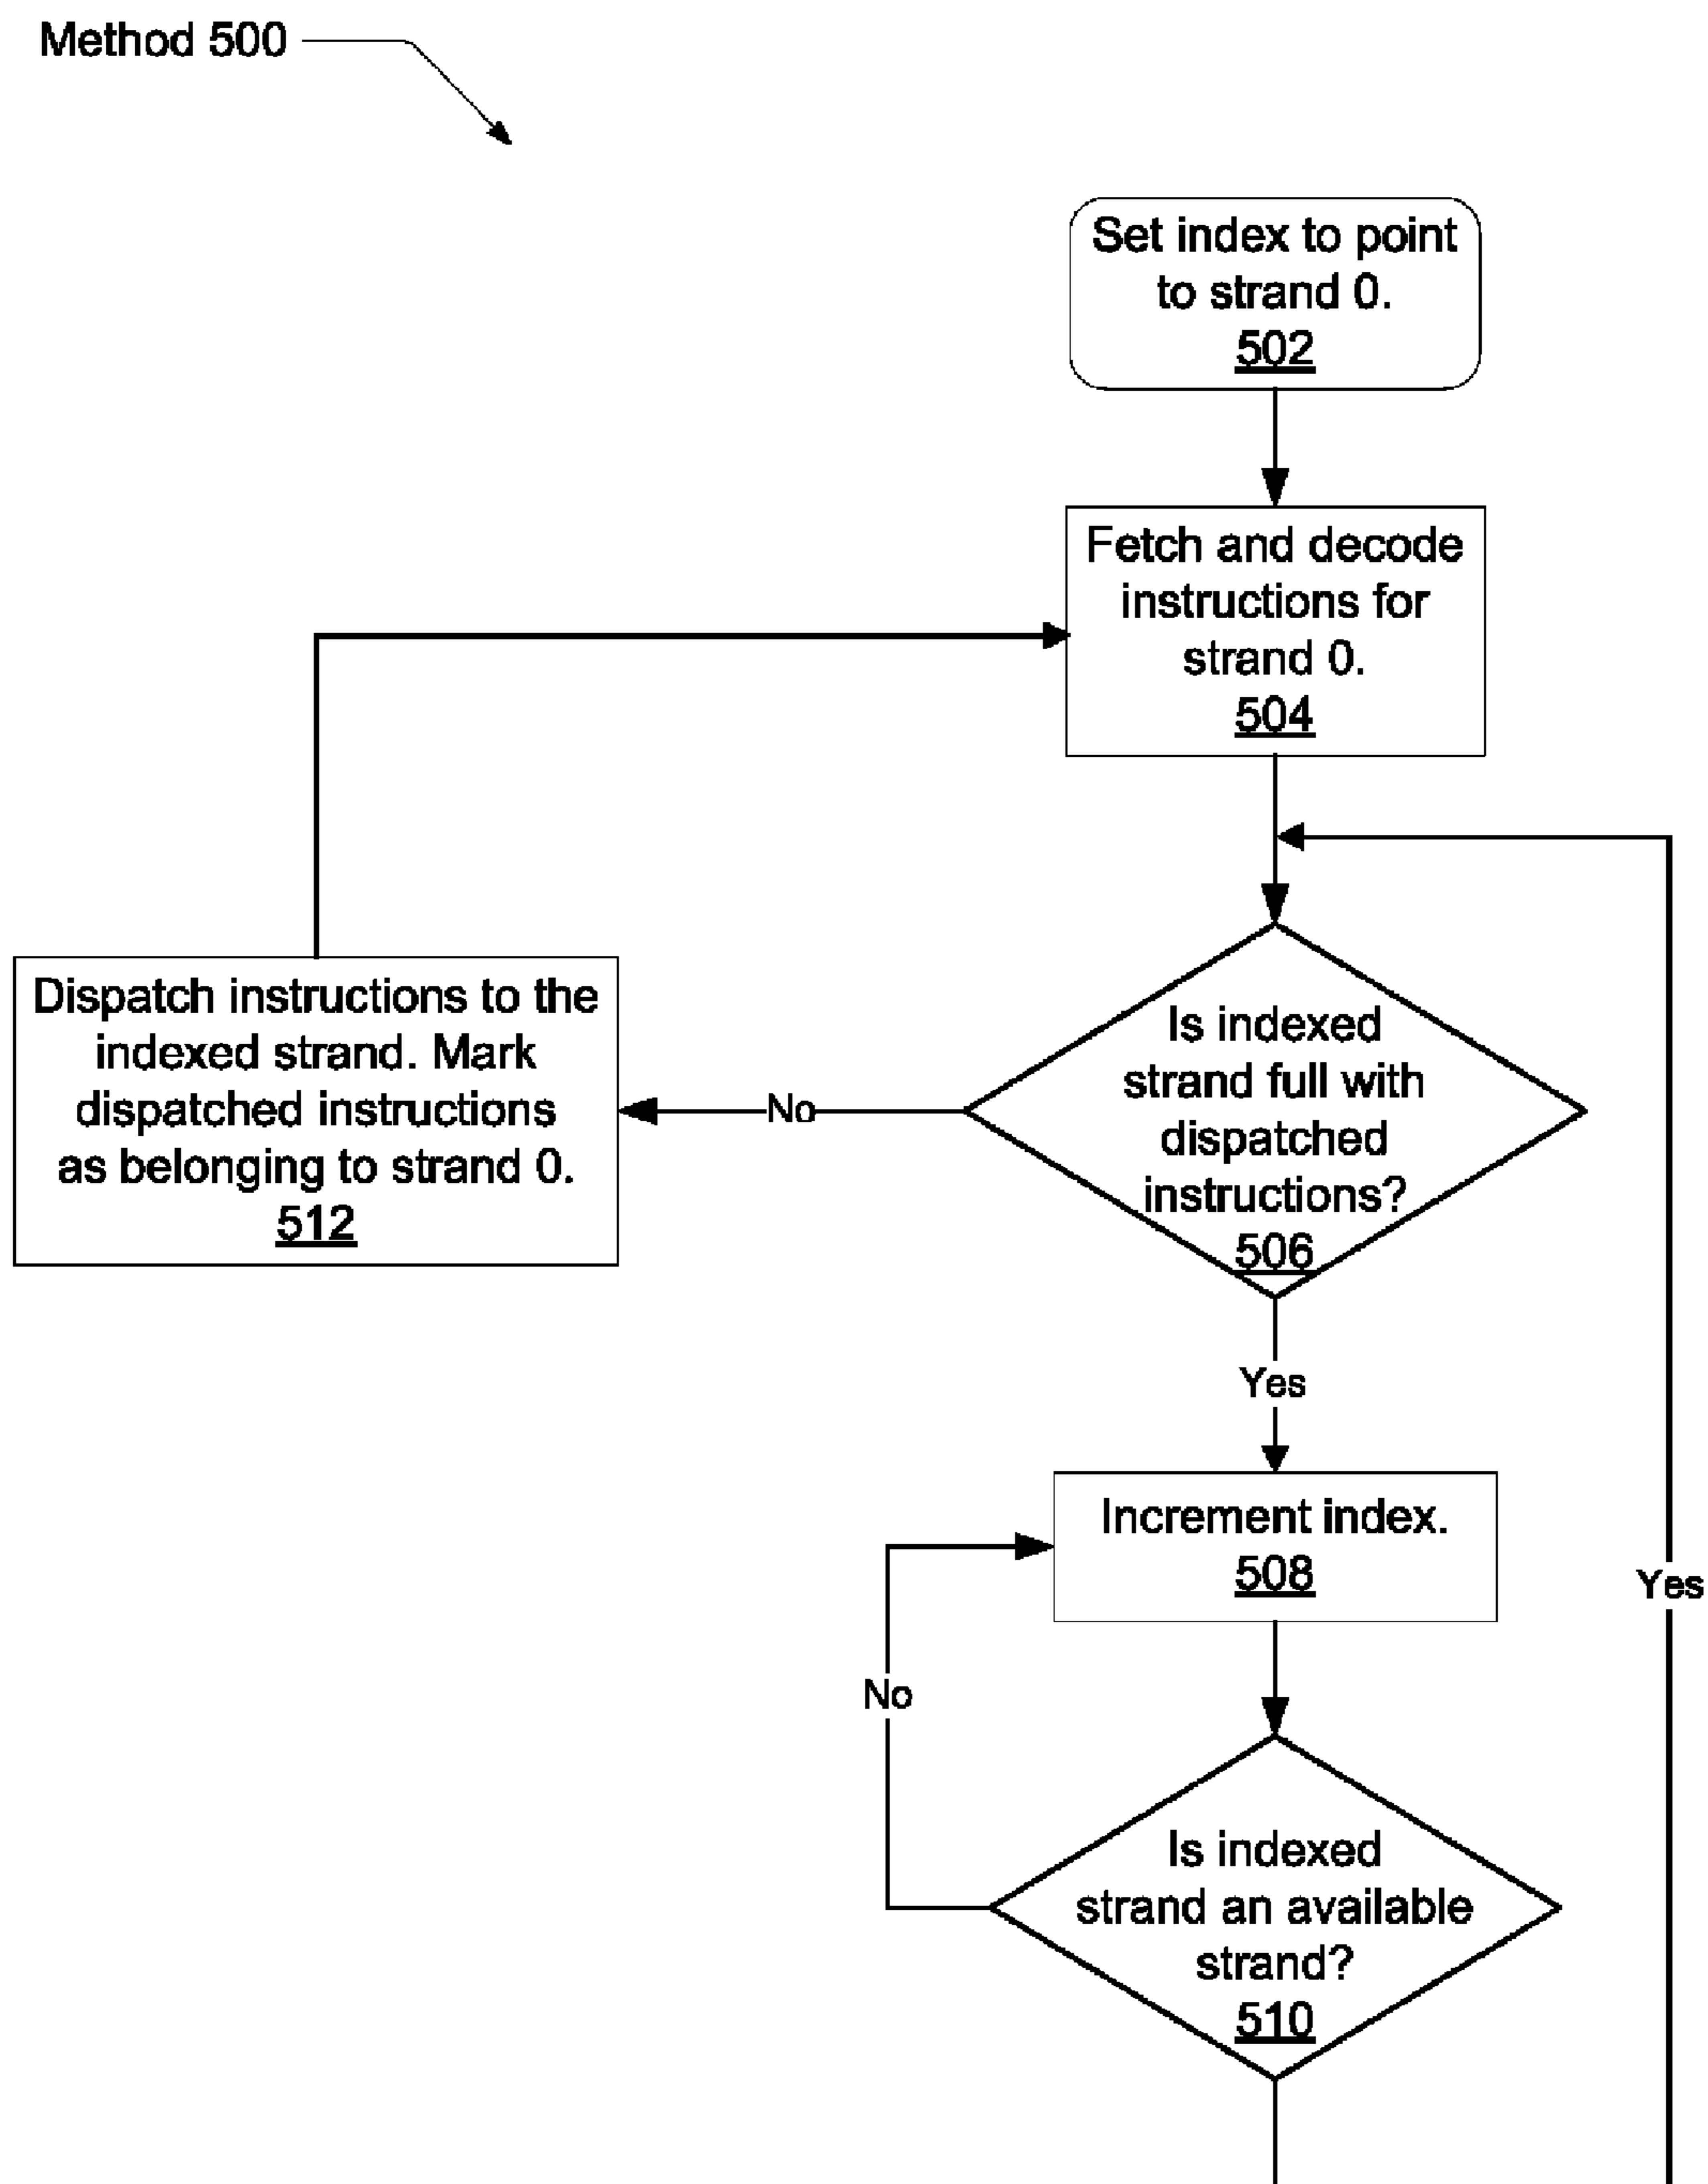 Method 500
Set index to point
to strand 0.
502
Fetch and decode
instructions for
strand 0.
504
Dispatch instructions to the
indexed strand. Mark
dispatched instructions
as belonging to strand 0.
512
No
Is indexed
strand full with
dispatched
instructions?
506
Yes
Increment index.
508
Yes
No
Is indexed
strand an available
strand?
510